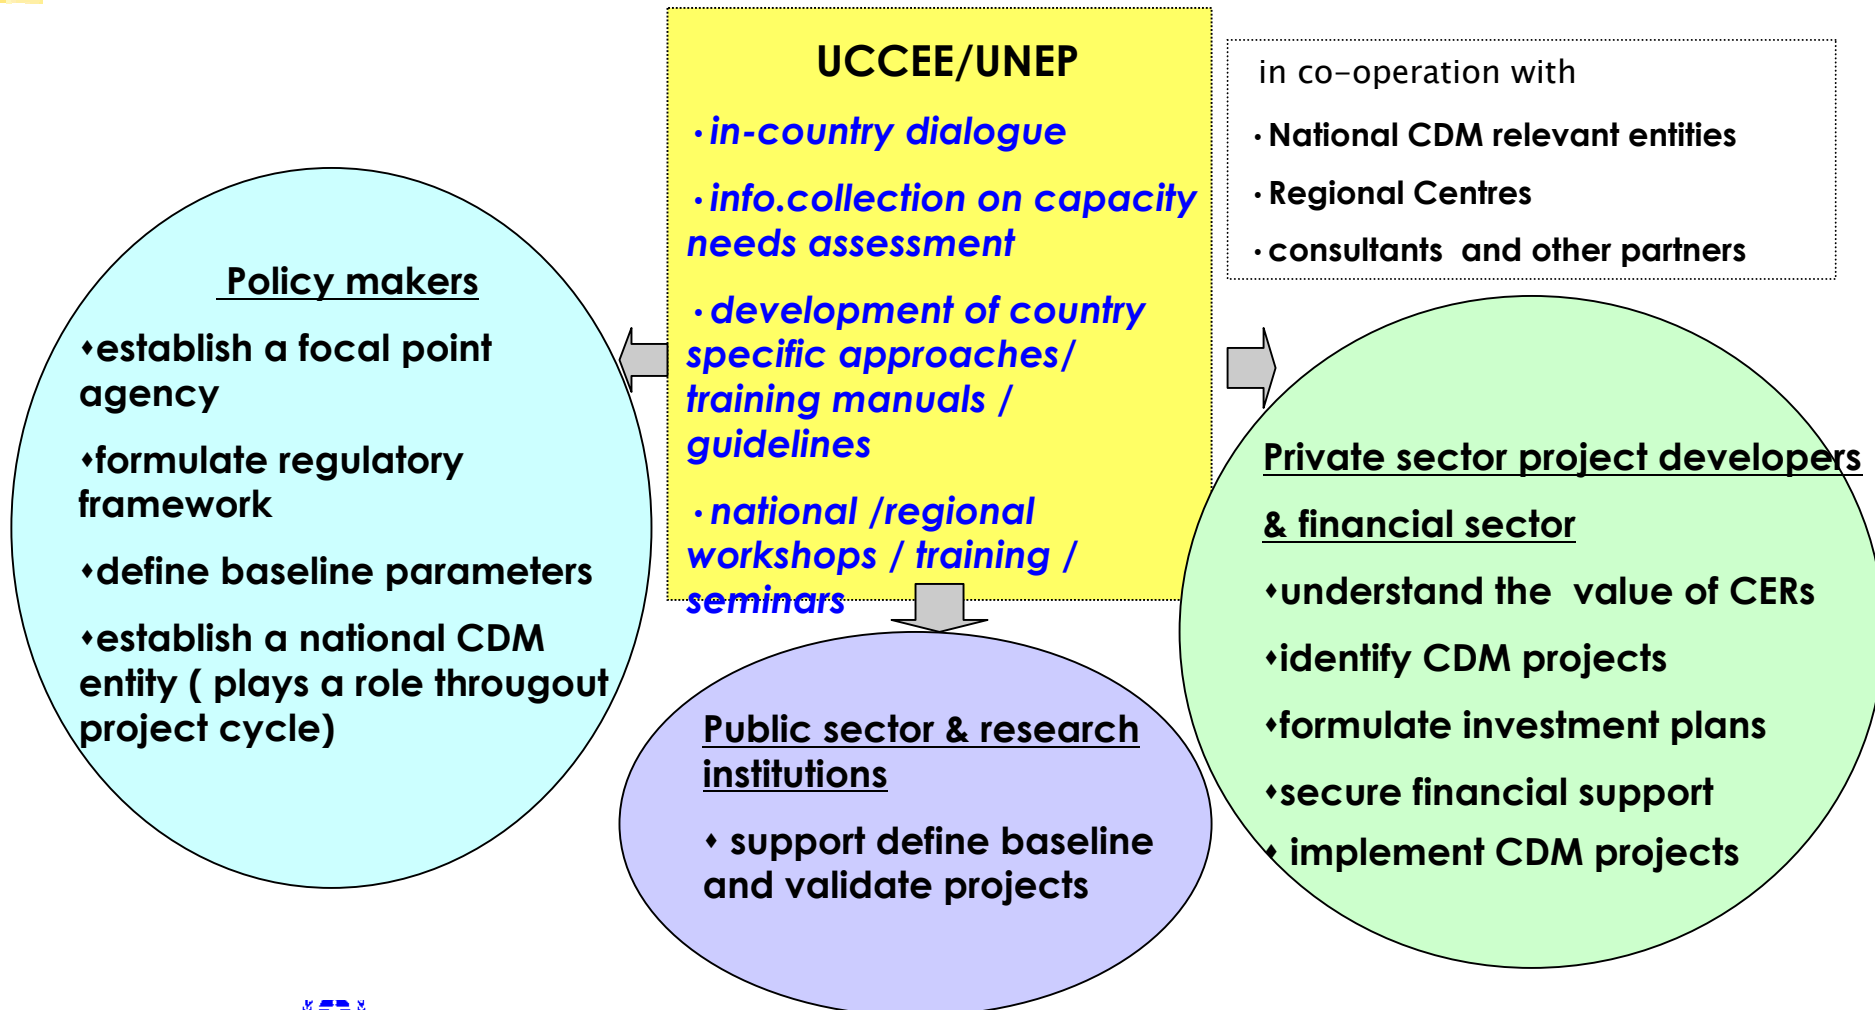 UCCEE/UNEP
• in-country dialogue
• info.collection on capacity
needs assessment
• development of country
specific approaches/
training manuals /
guidelines
• national /regional
workshops / training /
seminars
in co-operation with
• National CDM relevant entities
• Regional Centres
• consultants and other partners
Policy makers
♦establish a focal point
agency
♦formulate regulatory
framework
♦define baseline parameters
♦establish a national CDM
entity ( plays a role througout
project cycle)
Public sector & research
institutions
♦ support define baseline
and validate projects
Private sector project developers
& financial sector
♦understand the value of CERs
♦identify CDM projects
♦formulate investment plans
♦secure financial support
♦ implement CDM projects